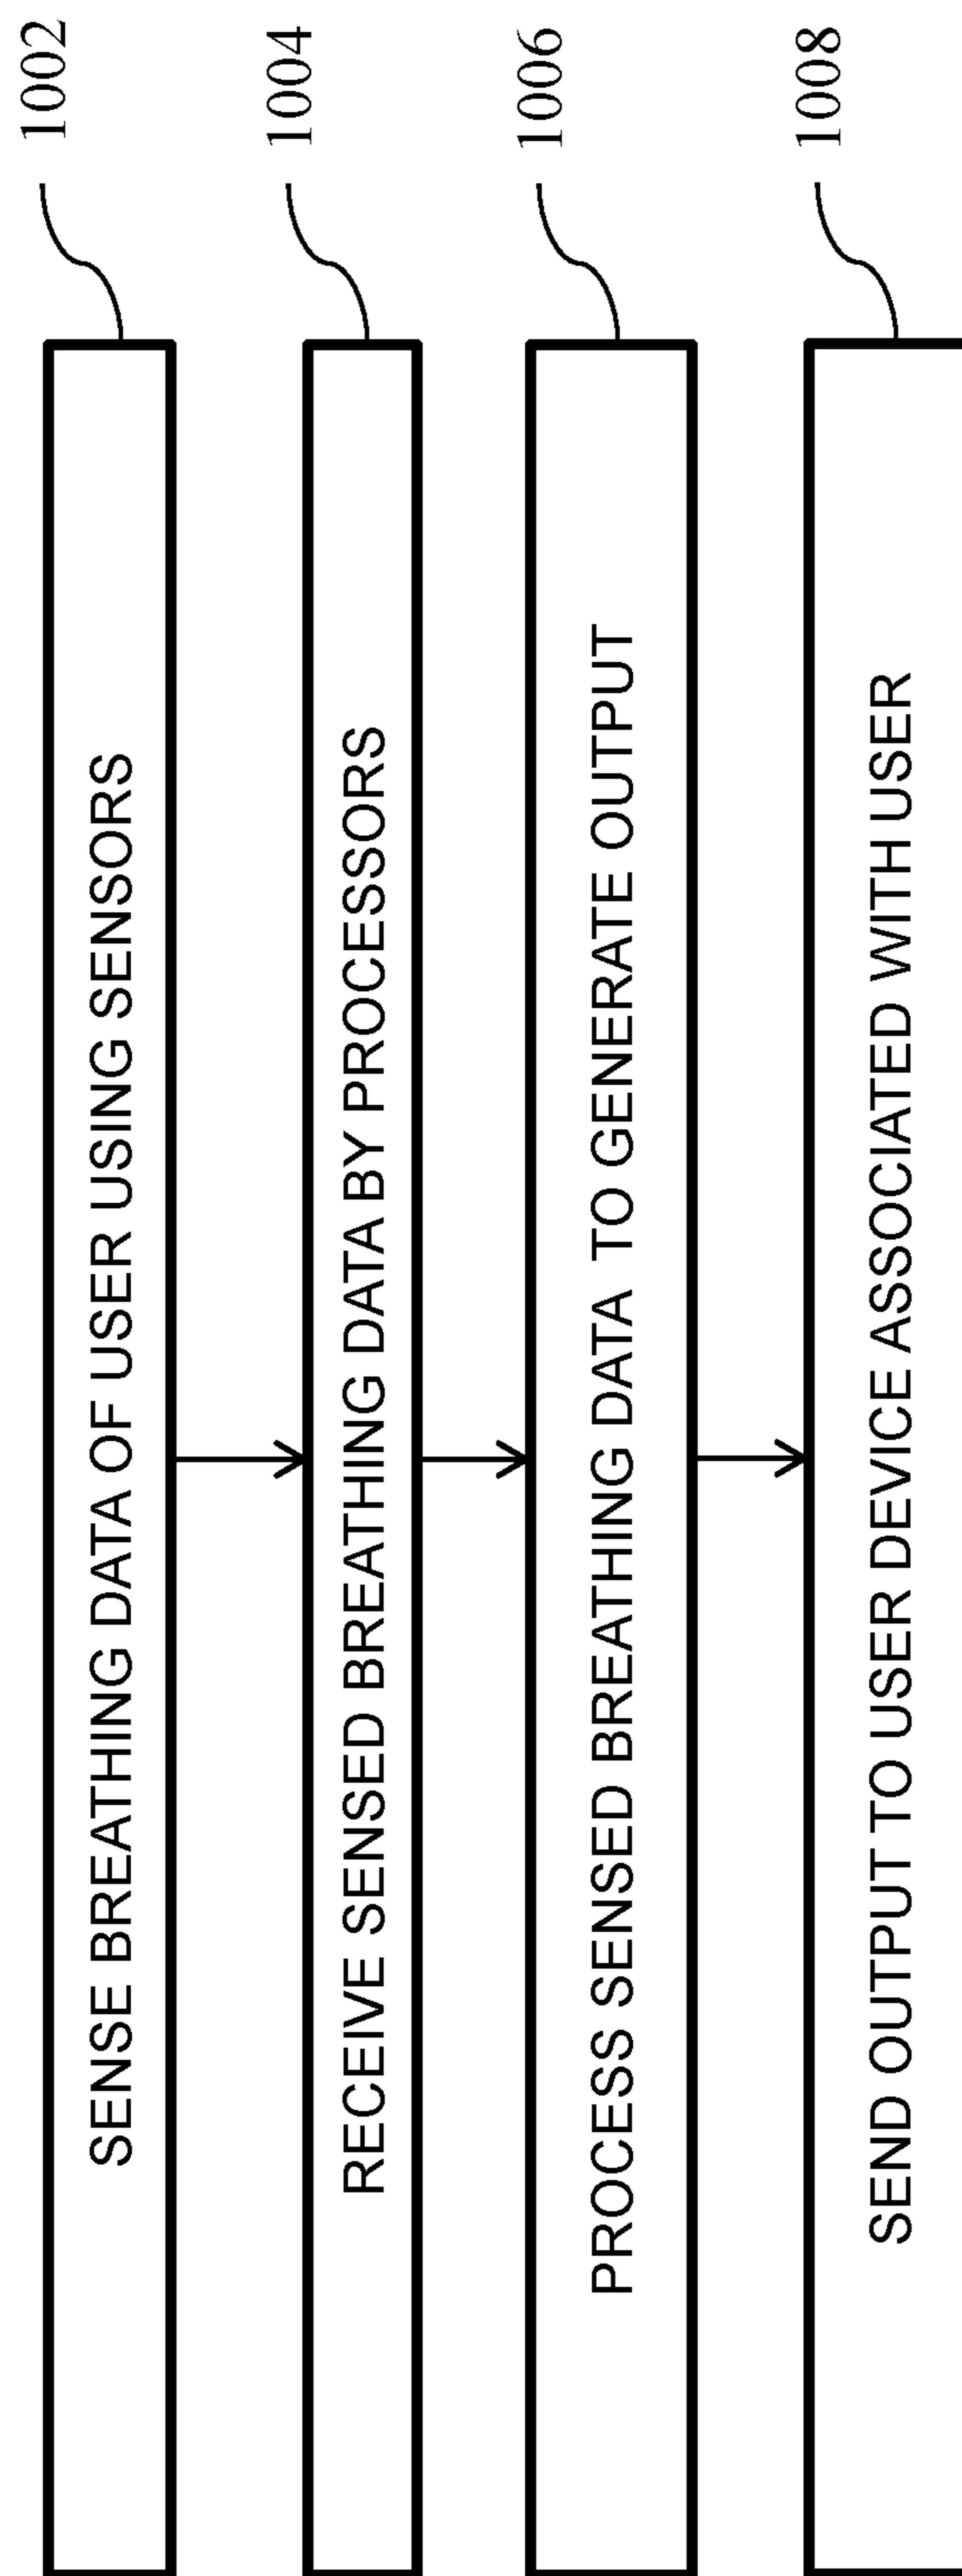 1002
SENSE BREATHING DATA OF USER USING SENSORS
1004
RECEIVE SENSED BREATHING DATA BY PROCESSORS
1006
PROCESS SENSED BREATHING DATA TO GENERATE OUTPUT
1008
SEND OUTPUT TO USER DEVICE ASSOCIATED WITH USER